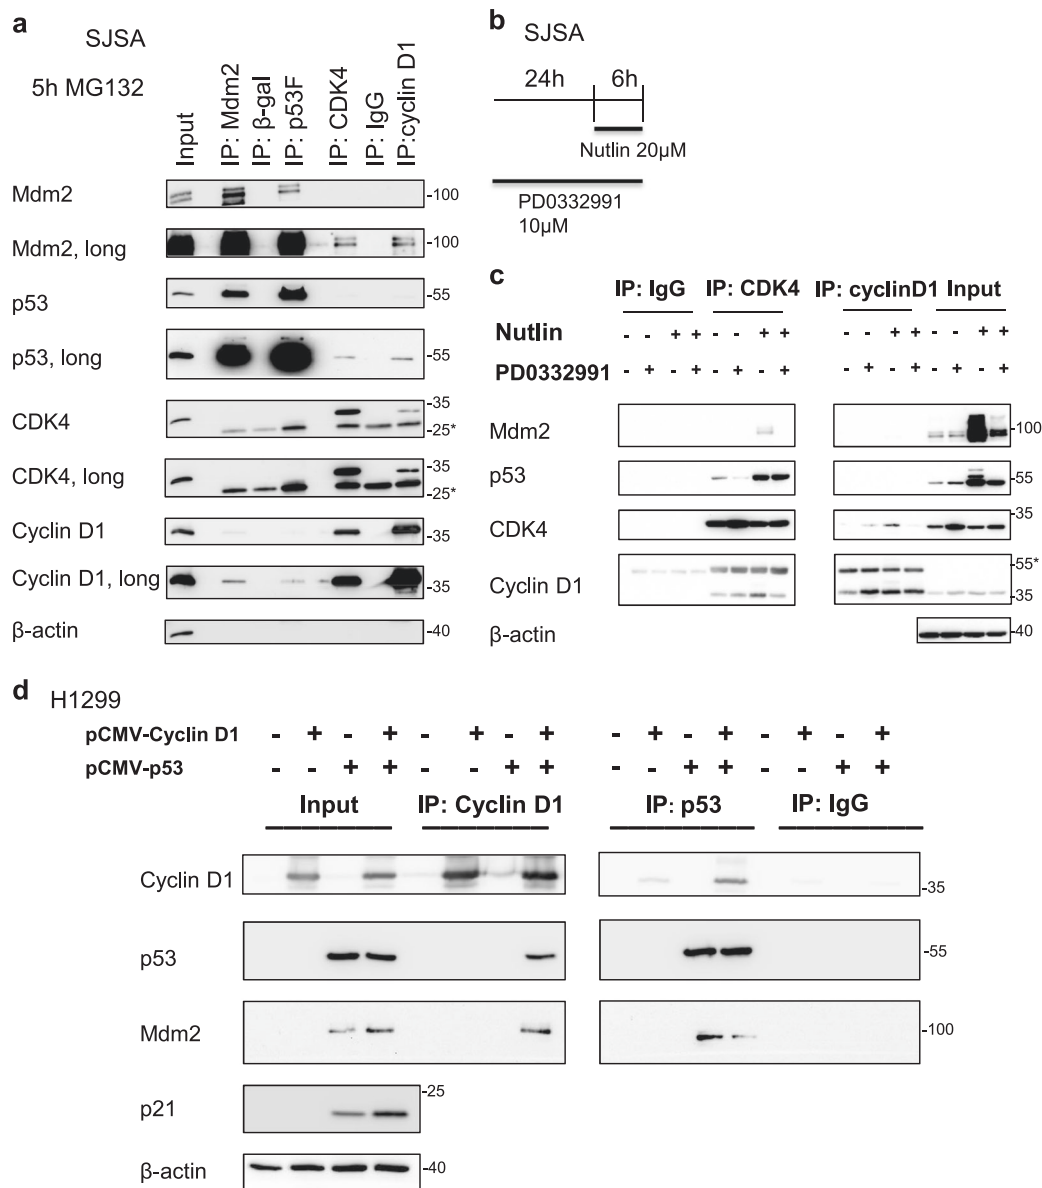 a
SJSA
5h MG132
Input
IP: Mdm2
IP: β-gal
IP: p53F
IP: CDK4
IP: IgG
IP:cyclin D1
Mdm2
-100
Mdm2, long
-100
p53
-55
p53, long
-55
CDK4
-35
-25*
CDK4, long
-35
-25*
Cyclin D1
-35
Cyclin D1, long
-35
β-actin
-40
b
SJSA
24h 6h
Nutlin 20μM
PD0332991
10μM
c
IP: IgG IP: CDK4 IP: cyclinD1 Input
Nutlin - - + + - - + + - - + + - - + +
PD0332991 - + - + - + - + - + - + - + - +
Mdm2
-100
p53
-55
CDK4
-35
Cyclin D1
-55*
-35
β-actin
-40
d
H1299
pCMV-Cyclin D1 - + - + - + - + - + - + - + - +
pCMV-p53 - - + + - - + + - - + + - - + +
Input IP: Cyclin D1 IP: p53 IP: IgG
Cyclin D1
-35
p53
-55
Mdm2
-100
p21
-25
β-actin
-40